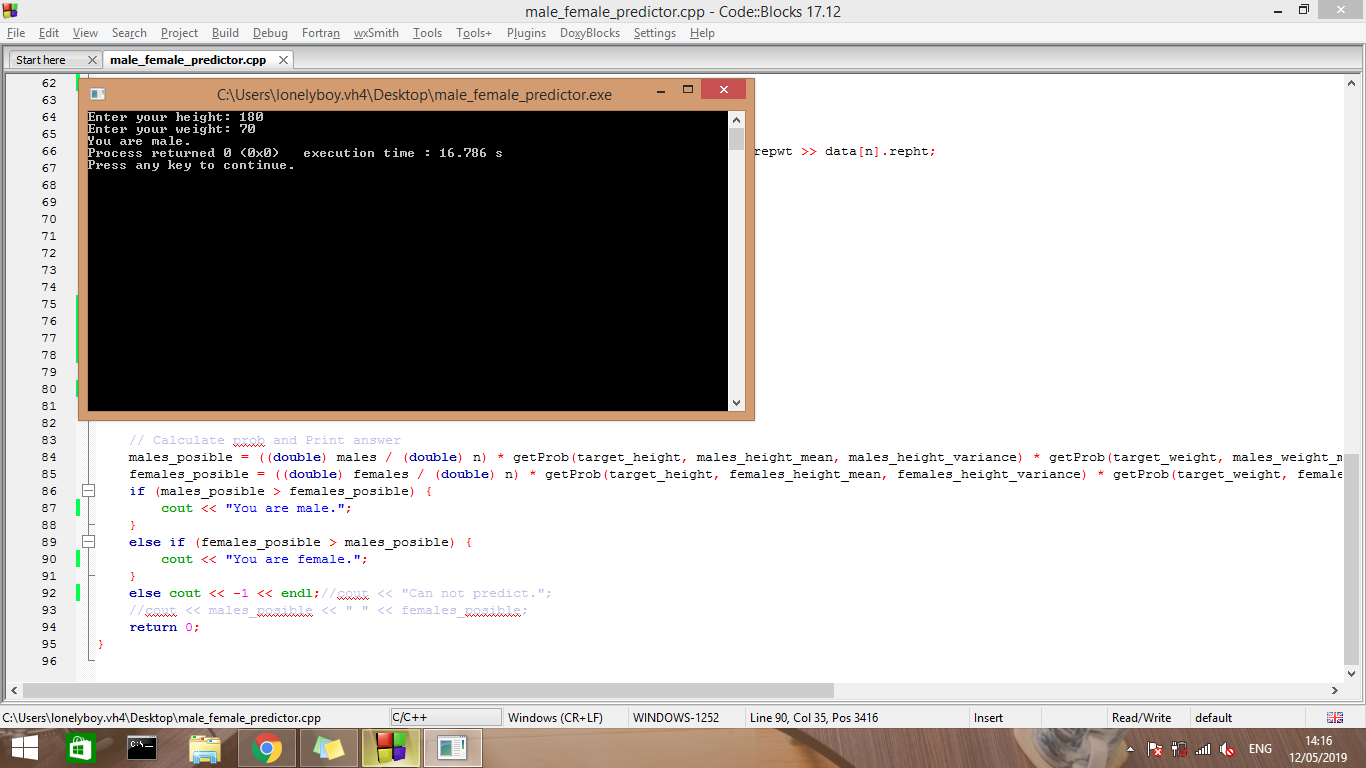 male_female_predictor.cpp - Code::Blocks 17.12
File Edit View Search Project Build Debug Fortran wxSmith Tools Tools+ Plugins DoxyBlocks Settings Help
Start here male_female_predictor.cpp
C:\Users\lonelyboy.vh4\Desktop\male_female_predictor.exe
Enter your height: 180
Enter your weight: 70
You are male.
Process returned 0 (0x0) execution time : 16.786 s
Press any key to continue.
62
63
64
65
66 repwt >> data[n].repht;
67
68
69
70
71
72
73
74
75
76
77
78
79
80
81
82
83 // Calculate prob and Print answer
84 males_posible = ((double) males / (double) n) * getProb(target_height, males_height_mean, males_height_variance) * getProb(target_weight, males_weight_m
85 females_posible = ((double) females / (double) n) * getProb(target_height, females_height_mean, females_height_variance) * getProb(target_weight, female
86 if (males_posible > females_posible) {
87 cout << "You are male.";
88 }
89 else if (females_posible > males_posible) {
90 cout << "You are female.";
91 }
92 else cout << -1 << endl;//cout << "Can not predict.";
93 //cout << males_posible << " " << females_posible;
94 return 0;
95 }
96
C:\Users\lonelyboy.vh4\Desktop\male_female_predictor.cpp C/C++ Windows (CR+LF) WINDOWS-1252 Line 90, Col 35, Pos 3416 Insert Read/Write default
C:\_
ENG
14:16
12/05/2019